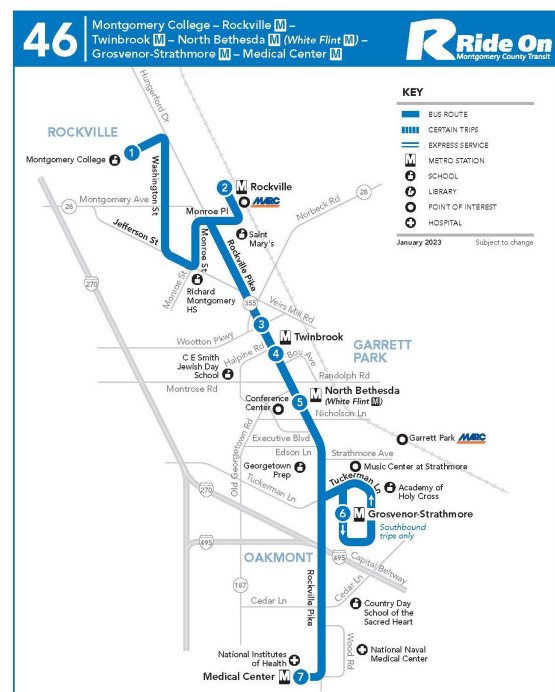 46
Montgomery College – Rockville M –
Twinbrook M – North Bethesda M (White Flint M) –
Grosvenor-Strathmore M – Medical Center M
Ride On
Montgomery County Transit
KEY
BUS ROUTE
CERTAIN TRIPS
EXPRESS SERVICE
M METRO STATION
SCHOOL
LIBRARY
POINT OF INTEREST
HOSPITAL
January 2023
Subject to change
Hungerford Dr
ROCKVILLE
1
Montgomery College
Washington St
2
M Rockville
MARC
28
Montgomery Ave
Monroe Pl
Norbeck Rd
28
Jefferson St
Monroe St
Saint
Mary's
Rockville Pike
270
Monroe St
Richard
Montgomery
HS
355
Veirs Mill Rd
3
Wootton Pkwy
M Twinbrook
4
Halpine Rd
Bou Ave
GARRETT
PARK
C E Smith
Jewish Day
School
Randolph Rd
Montrose Rd
5
M North Bethesda
(White Flint M)
Conference
Center
Nicholson Ln
Old Georgetown Rd
Executive Blvd
Garrett Park MARC
Edson Ln
Strathmore Ave
Georgetown
Prep
Music Center at Strathmore
Tuckerman Ln
Tuckerman Ln
Academy of
Holy Cross
270
6
M Grosvenor-Strathmore
Southbound
trips only
495
OAKMONT
495
Capital Beltway
187
Rockville Pike
Cedar Ln
Cedar Ln
Country Day
School of the
Sacred Heart
Wood Rd
National Institutes
of Health
National Naval
Medical Center
Medical Center M 7